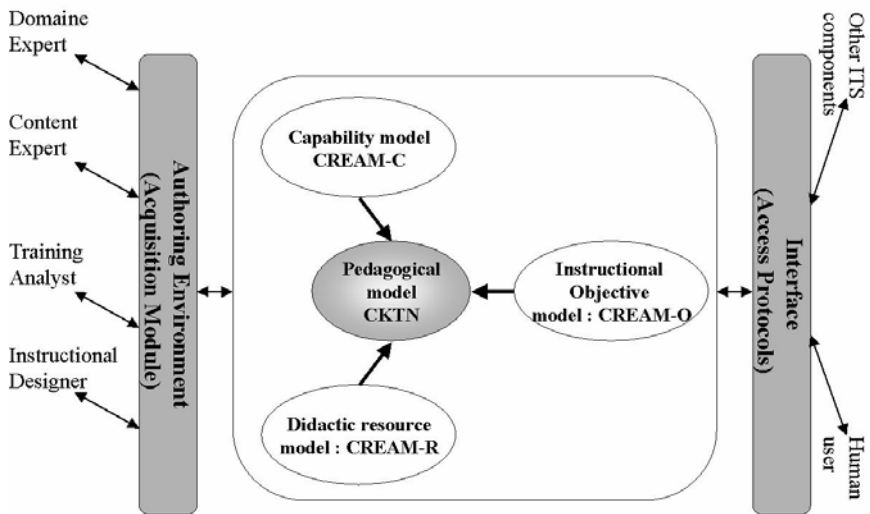 Domaine
Expert
Content
Expert
Training
Analyst
Instructional
Designer
Authoring Environment
(Acquisition Module)
Capability model
CREAM-C
Pedagogical
model
CKTN
Instructional
Objective
model : CREAM-O
Didactic resource
model : CREAM-R
Interface
(Access Protocols)
Other ITS
components
Human
user